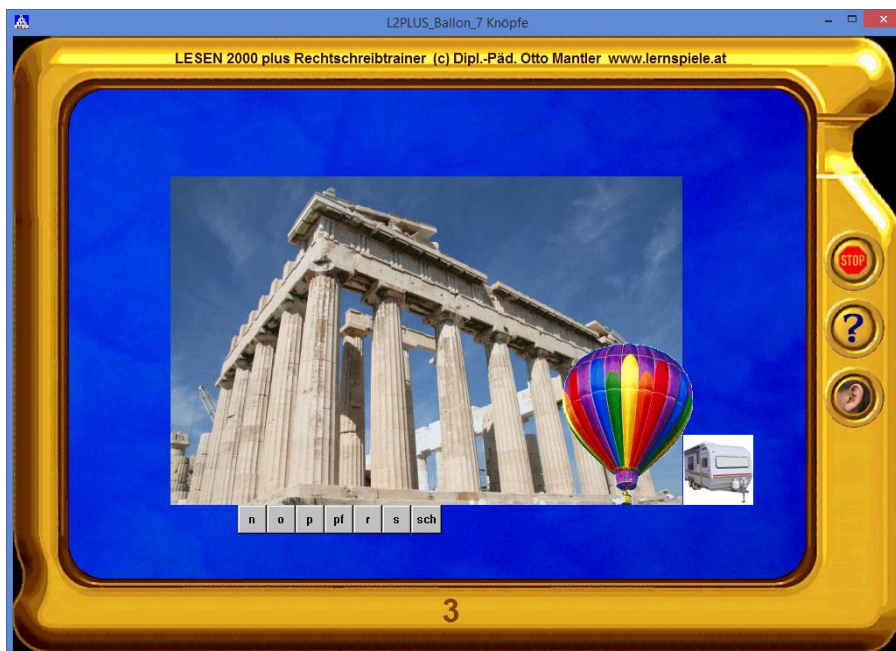 L2PLUS_Ballon_7 Knöpfe
LESEN 2000 plus Rechtschreibtrainer (c) Dipl.-Päd. Otto Mantler www.lernspiele.at
STOP
?
n o p pf r s sch
3